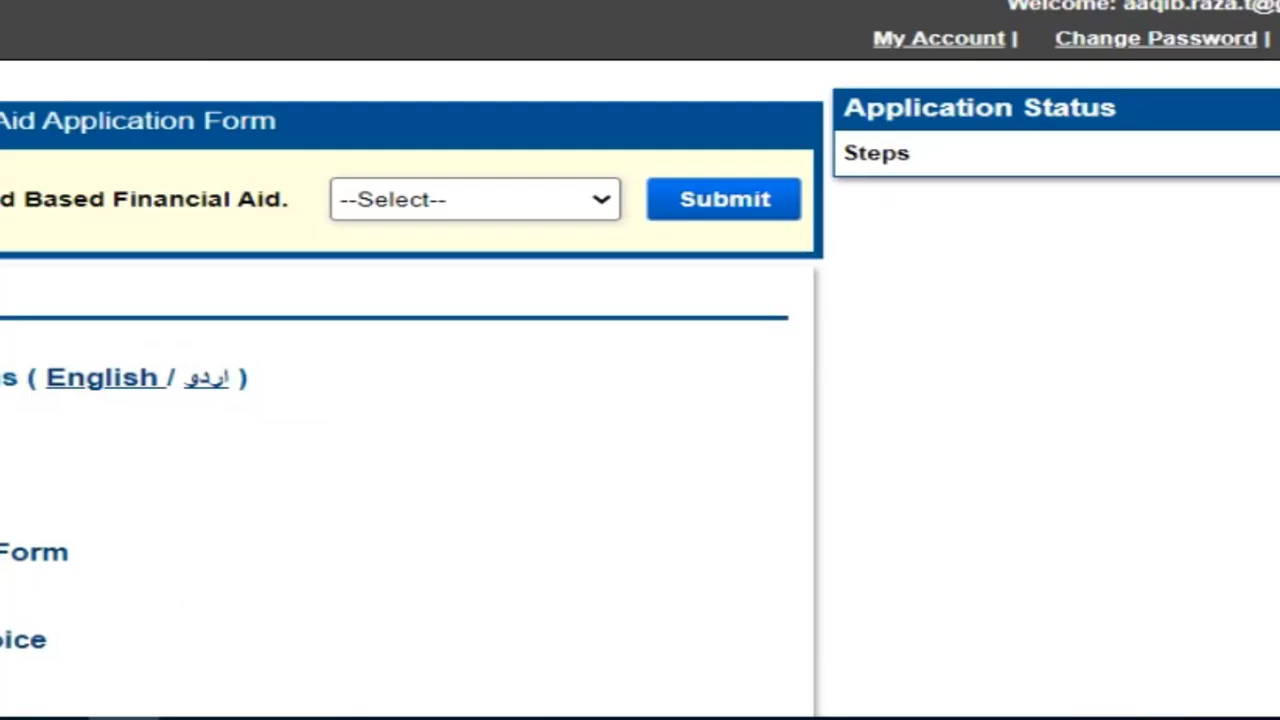 Welcome: aaqib.raza.t@
My Account | Change Password |
Aid Application Form
Application Status
Steps
d Based Financial Aid. --Select-- Submit
s ( English / اردو )
Form
oice